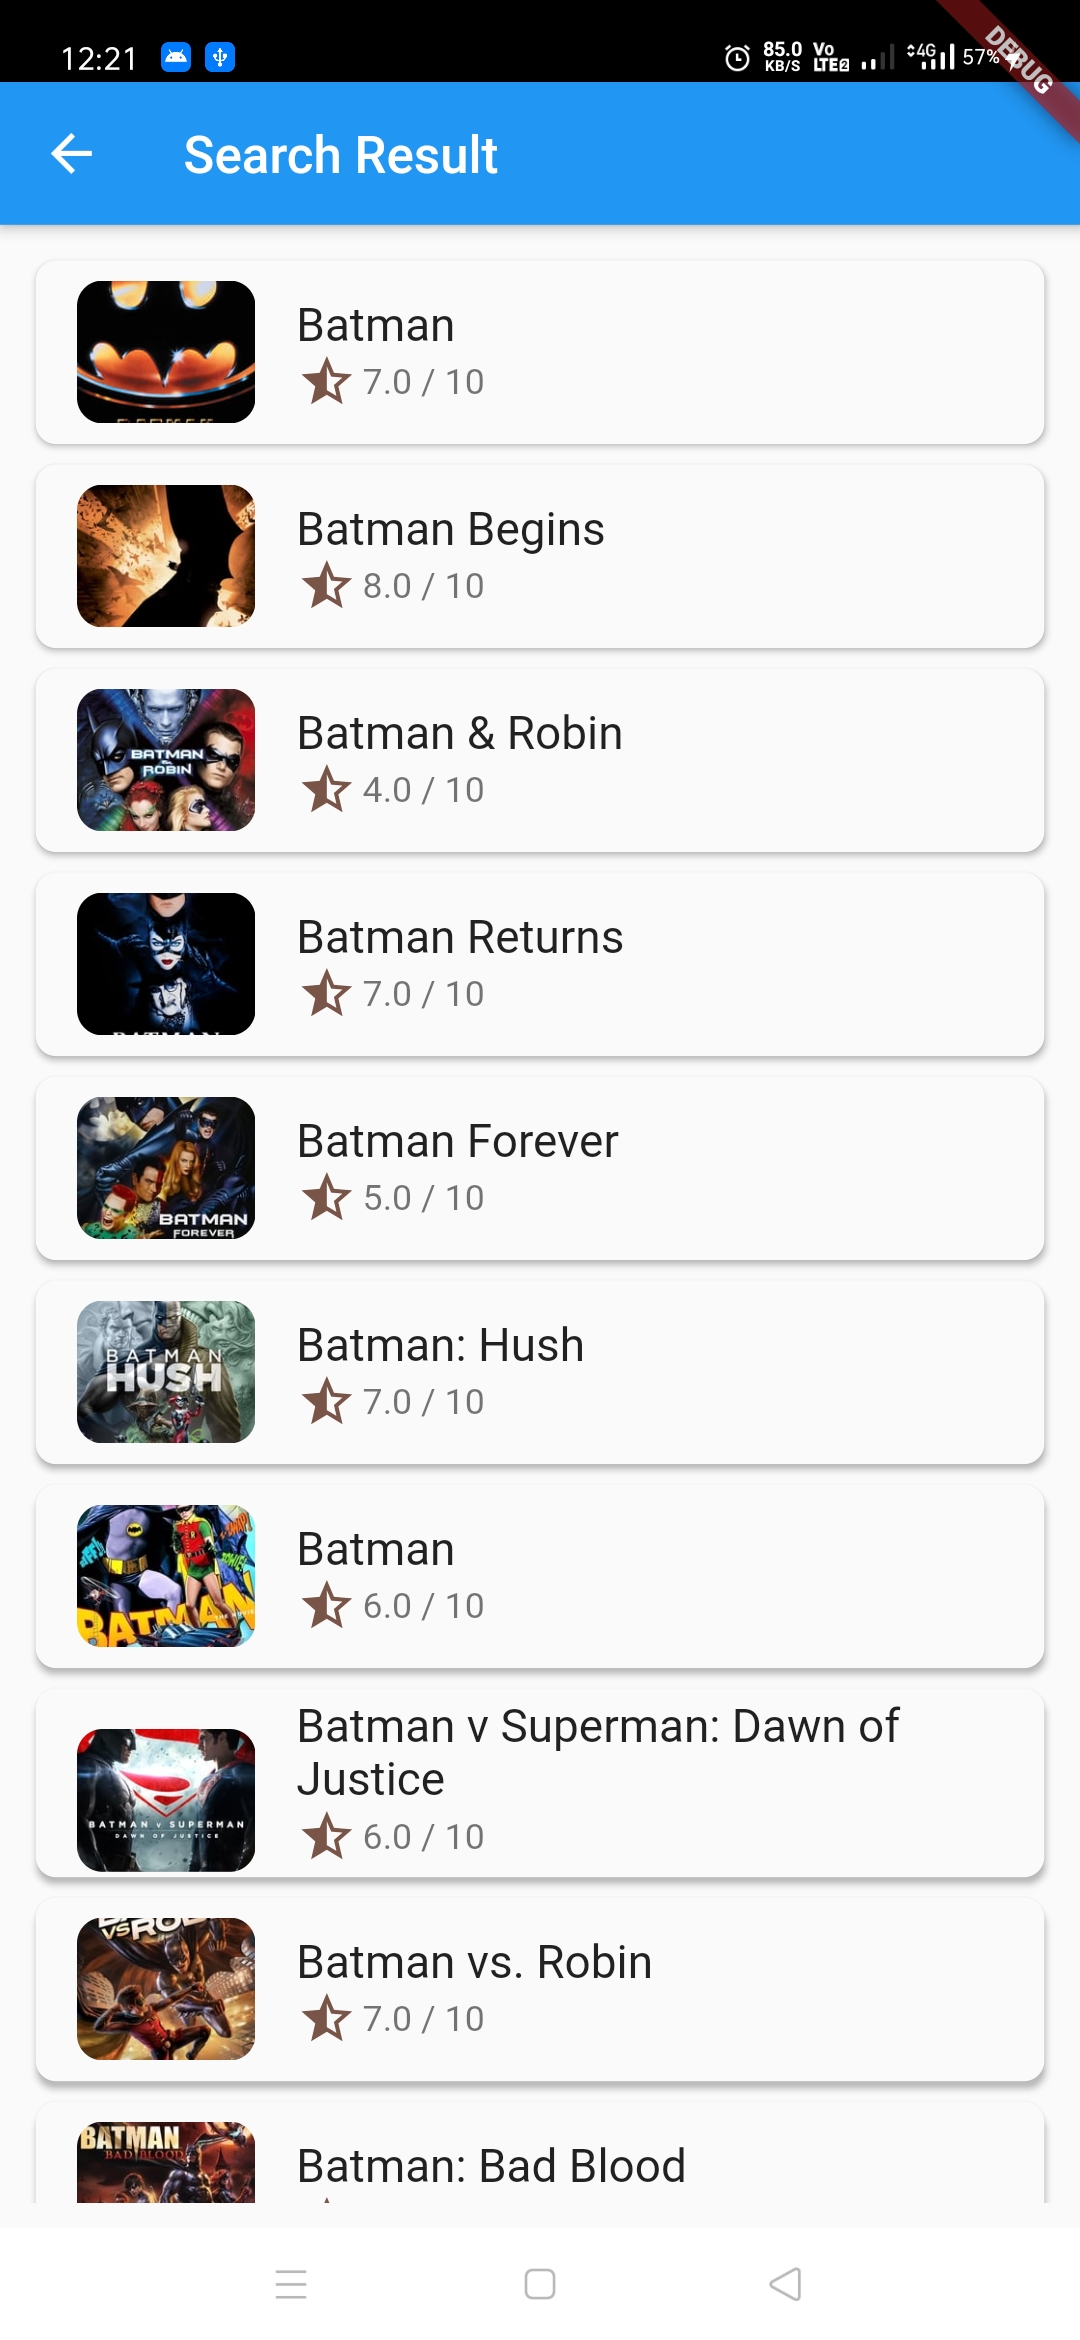 12:21
85.0
KB/S
Vo
LTE2
4G
57%
DEBUG
Search Result
Batman
7.0 / 10
Batman Begins
8.0 / 10
BATMAN
ROBIN
Batman & Robin
4.0 / 10
BATMAN
Batman Returns
7.0 / 10
BATMAN
FOREVER
Batman Forever
5.0 / 10
BATMAN
HUSH
Batman: Hush
7.0 / 10
BATMAN
Batman
6.0 / 10
BATMAN v SUPERMAN
DAWN OF JUSTICE
Batman v Superman: Dawn of
Justice
6.0 / 10
Batman vs. Robin
7.0 / 10
BATMAN
BAD BLOOD
Batman: Bad Blood